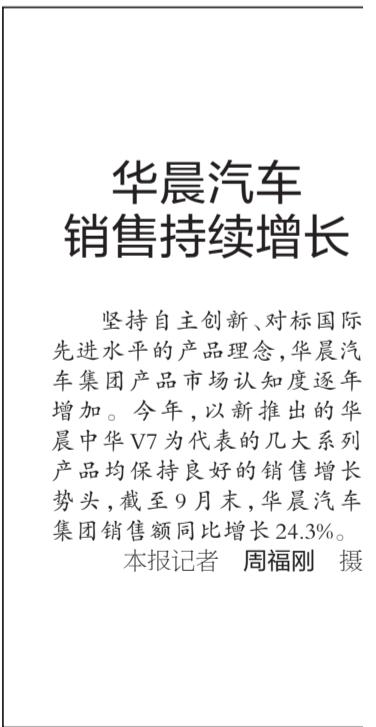 华晨汽车
销售持续增长
坚持自主创新、对标国际
先进水平的产品理念,华晨汽
车集团产品市场认知度逐年
增加。今年,以新推出的华
晨中华V7为代表的几大系列
产品均保持良好的销售增长
势头,截至9月末,华晨汽车
集团销售额同比增长24.3%。
本报记者 周福刚 摄